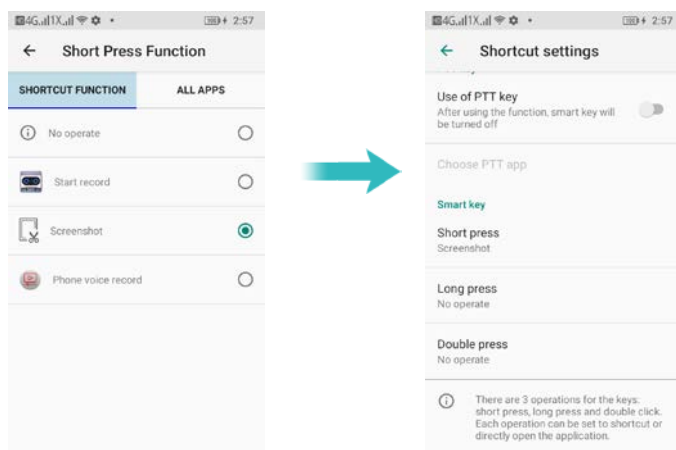 4G 1X 2:57
Short Press Function
SHORTCUT FUNCTION ALL APPS
No operate
Start record
Screenshot
Phone voice record
4G 1X 2:57
Shortcut settings
Use of PTT key
After using the function, smart key will
be turned off
Choose PTT app
Smart key
Short press
Screenshot
Long press
No operate
Double press
No operate
There are 3 operations for the keys:
short press, long press and double click.
Each operation can be set to shortcut or
directly open the application.